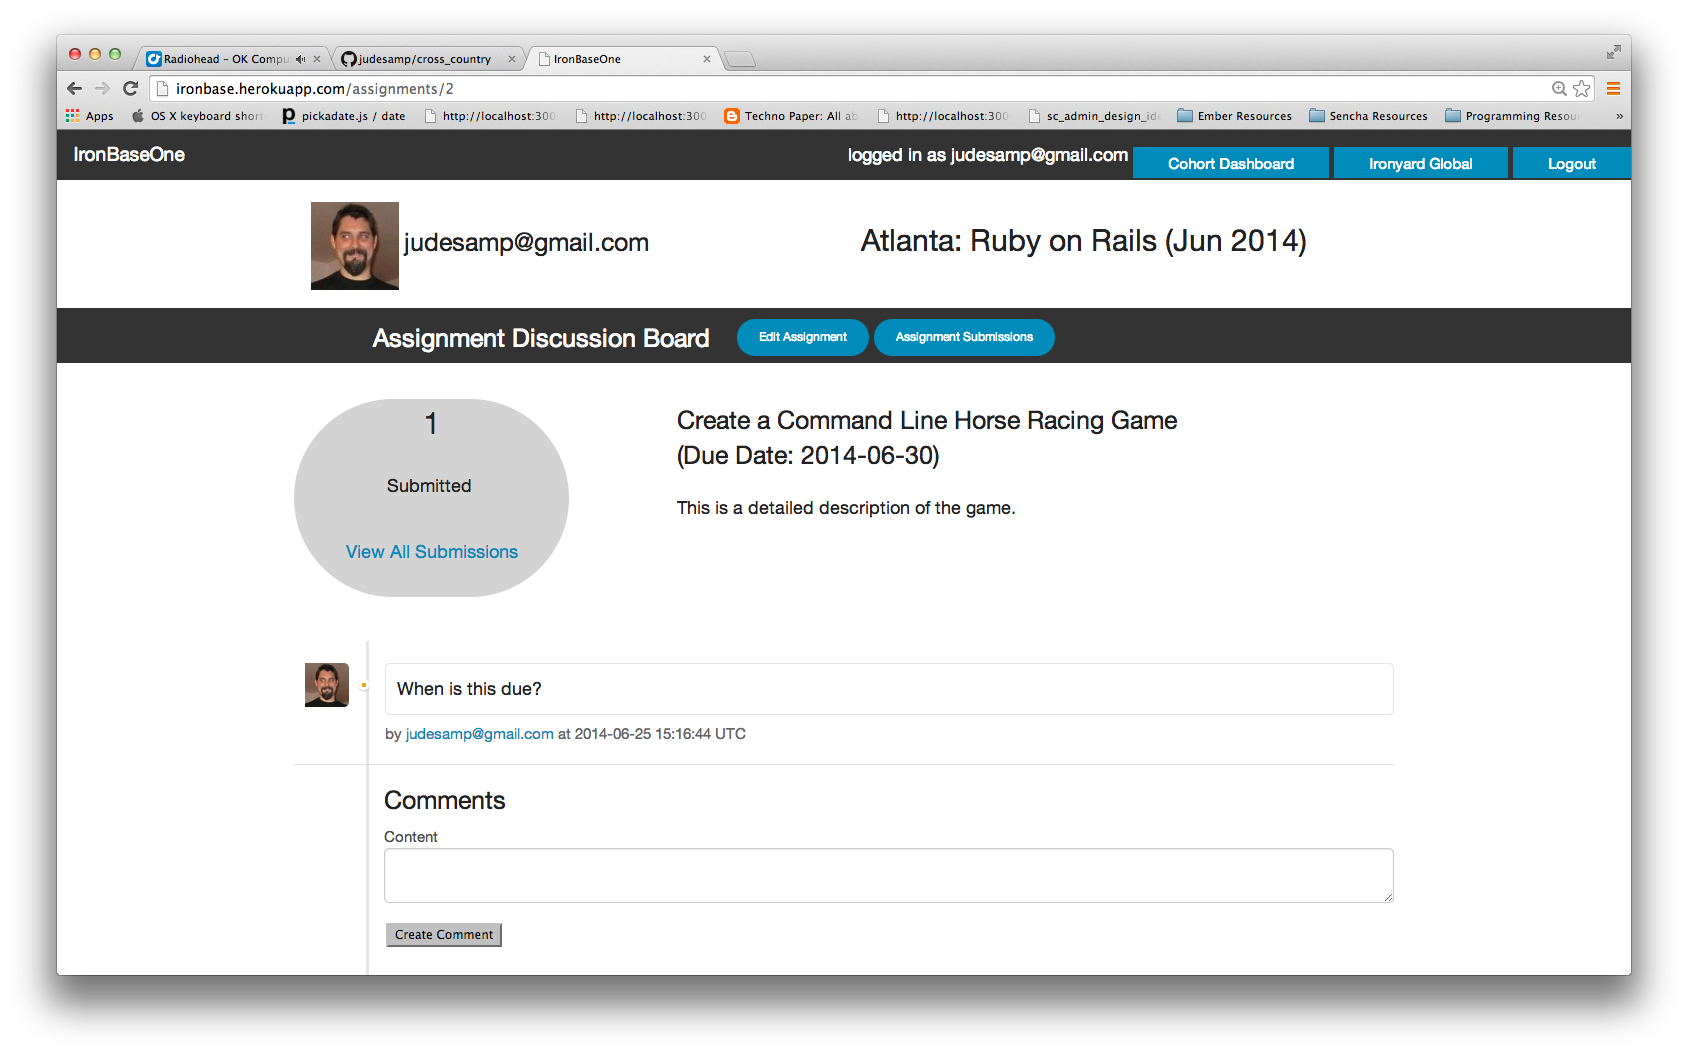 Radiohead - OK Compu
judesamp/cross_country
IronBaseOne
ironbase.herokuapp.com/assignments/2
Apps
OS X keyboard short
pickadate.js / date
http://localhost:300
http://localhost:300
Techno Paper: All ab
http://localhost:300
sc_admin_design_ide
Ember Resources
Sencha Resources
Programming Resou
»
IronBaseOne
logged in as judesamp@gmail.com
Cohort Dashboard
Ironyard Global
Logout
judesamp@gmail.com
Atlanta: Ruby on Rails (Jun 2014)
Assignment Discussion Board
Edit Assignment
Assignment Submissions
1
Submitted
View All Submissions
Create a Command Line Horse Racing Game
(Due Date: 2014-06-30)
This is a detailed description of the game.
When is this due?
by judesamp@gmail.com at 2014-06-25 15:16:44 UTC
Comments
Content
Create Comment